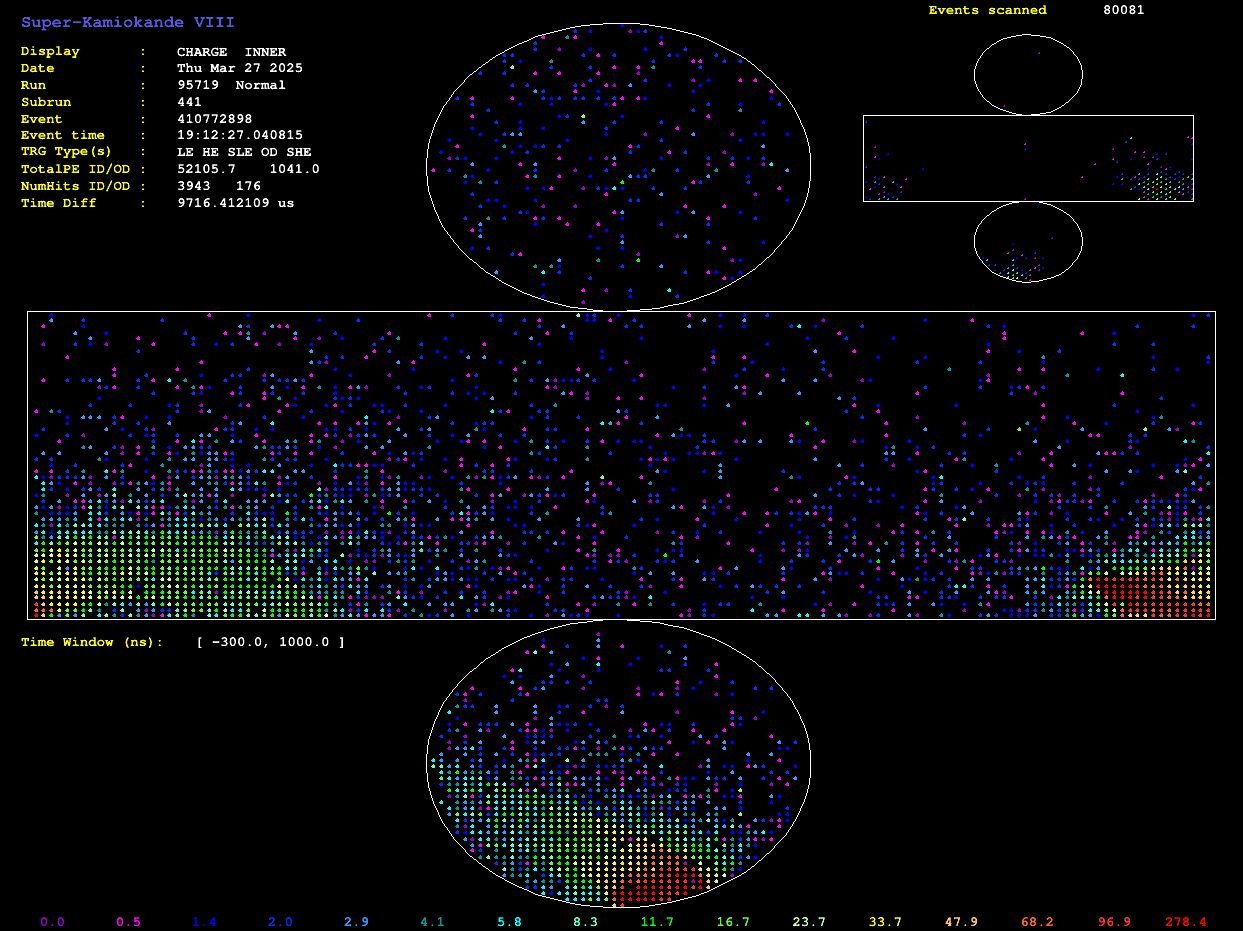 Super-Kamiokande VIII
Events scanned 80081
Display : CHARGE INNER
Date : Thu Mar 27 2025
Run : 95719 Normal
Subrun : 441
Event : 410772898
Event time : 19:12:27.040815
TRG Type(s) : LE HE SLE OD SHE
TotalPE ID/OD : 52105.7 1041.0
NumHits ID/OD : 3943 176
Time Diff : 9716.412109 us
Time Window (ns): [ -300.0, 1000.0 ]
0.0 0.5 1.4 2.0 2.9 4.1 5.8 8.3 11.7 16.7 23.7 33.7 47.9 68.2 96.9 278.4